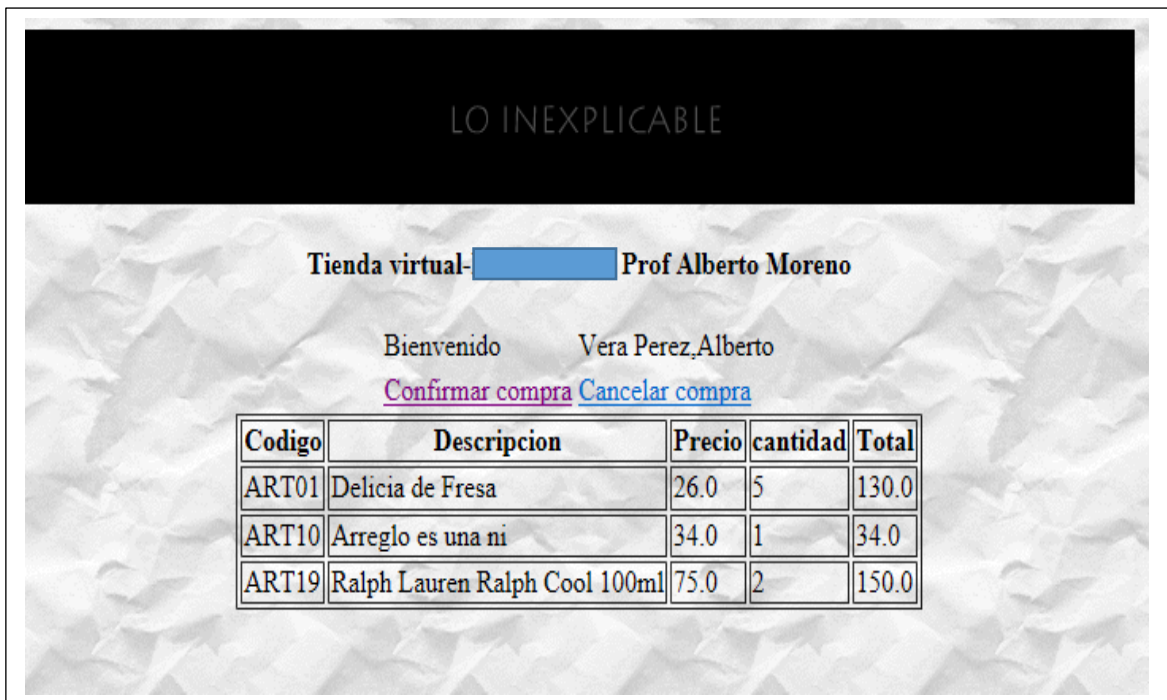 LO INEXPLICABLE
Tienda virtual- Prof Alberto Moreno
Bienvenido Vera Perez,Alberto
Confirmar compra Cancelar compra
Codigo Descripcion Precio cantidad Total
ART01 Delicia de Fresa 26.0 5 130.0
ART10 Arreglo es una ni 34.0 1 34.0
ART19 Ralph Lauren Ralph Cool 100ml 75.0 2 150.0